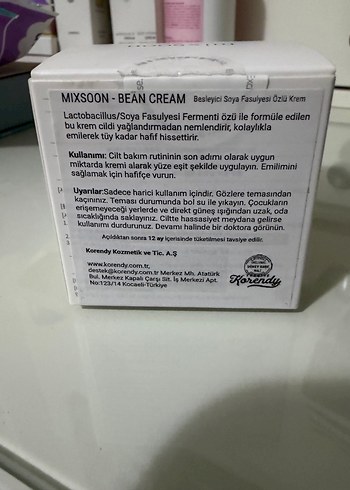 MIXSOON - BEAN CREAM Besleyici Soya Fasulyesi Özlü Krem
Lactobacillus/Soya Fasulyesi Fermenti özü ile formüle edilen
bu krem cildi yağlandırmadan nemlendirir, kolaylıkla
emilerek tüy kadar hafif hissettirir.
Kullanımı: Cilt bakım rutininin son adımı olarak uygun
miktarda kremi alarak yüze eşit şekilde uygulayın. Emilimini
sağlamak için hafifçe vurun.
Uyarılar:Sadece harici kullanım içindir. Gözlere temasından
kaçınınız. Teması durumunda bol su ile yıkayın. Çocukların
erişemeyeceği yerlerde ve direkt güneş ışığından uzak, oda
sıcaklığında saklayınız. Ciltte hassasiyet meydana gelirse
kullanımı durdurunuz. Devamı halinde bir doktora görünün.
Açıldıktan sonra 12 ay içerisinde tüketilmesi tavsiye edilir.
Korendy Kozmetik ve Tic. A.Ş
www.korendy.com.tr,
destek@korendy.com.tr Merkez Mh. Atatürk
Bul. Merkez Kapalı Çarşı Sit. İş Merkezi Apt.
No:123/14 Kocaeli-Türkiye
Korendy